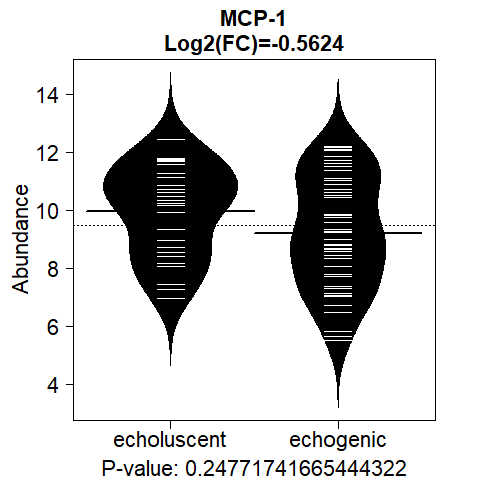 MCP-1
Log2(FC)=-0.5624
14
12
10
8
6
4
Abundance
echoluscent echogenic
P-value: 0.24771741665444322